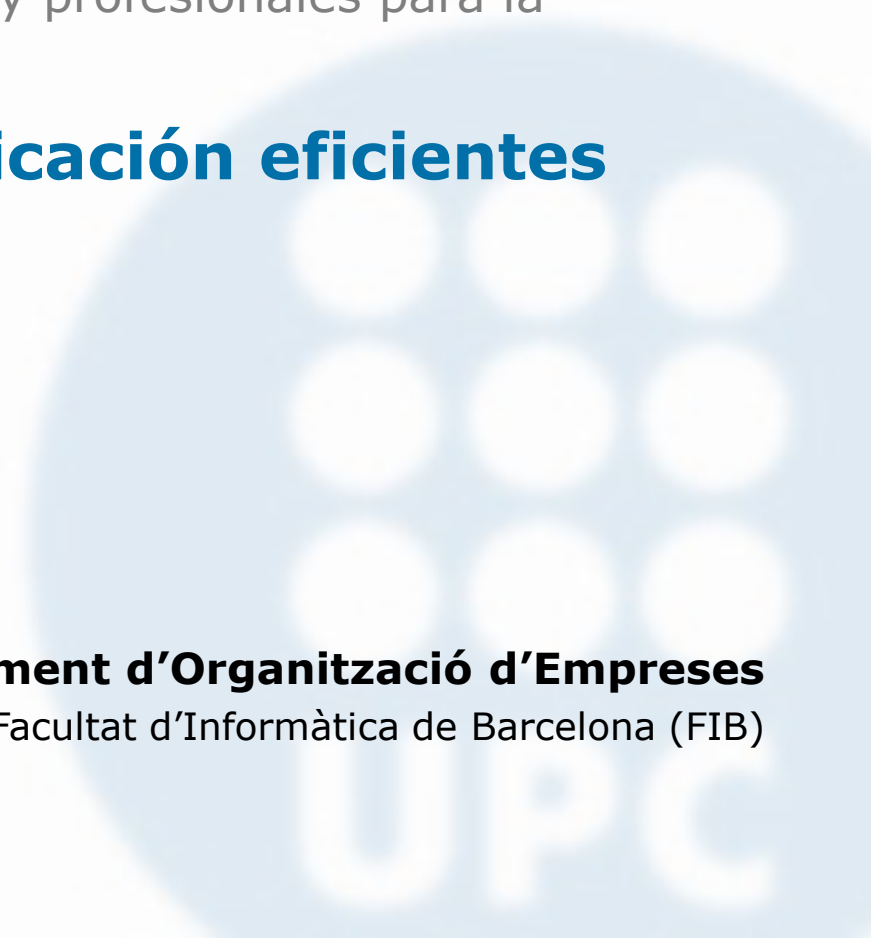 y profesionales para la
icación eficientes
ment d’Organització d’Empreses
Facultat d’Informàtica de Barcelona (FIB)
UPC